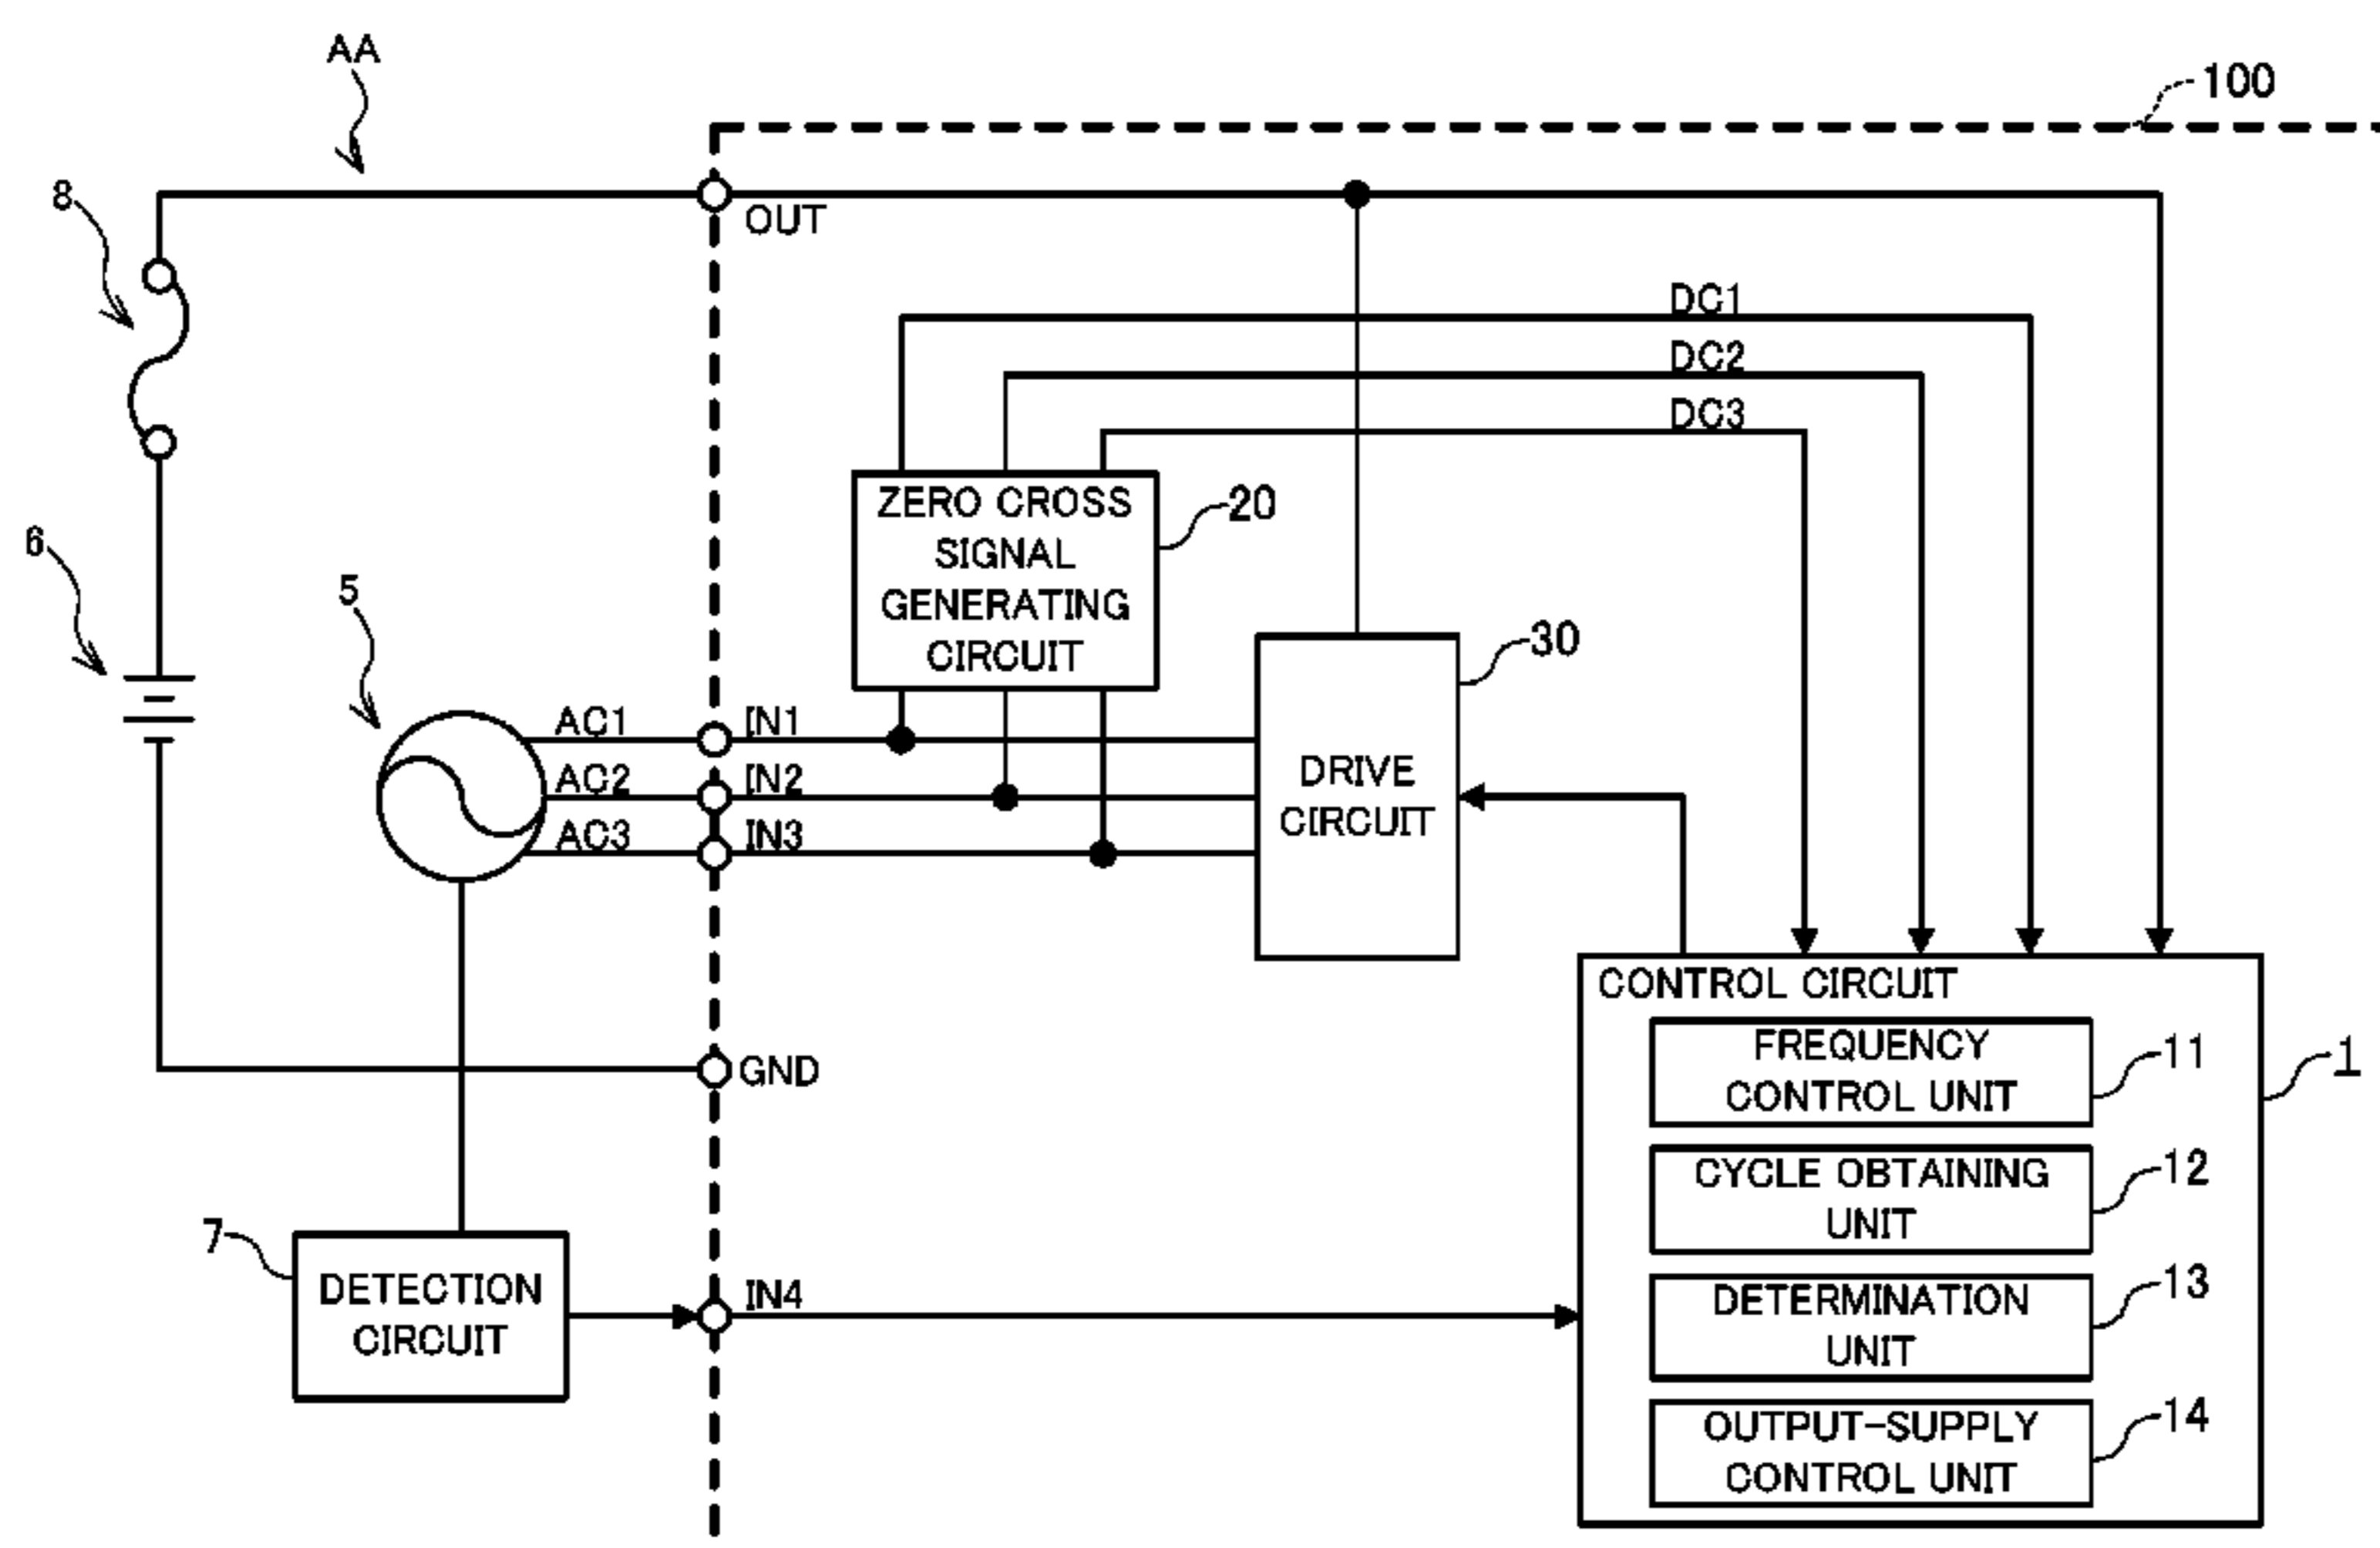 AA
100
8
OUT
DC1
DC2
DC3
ZERO CROSS
SIGNAL
GENERATING
CIRCUIT
20
6
5
30
AC1
IN1
AC2
IN2
AC3
IN3
DRIVE
CIRCUIT
CONTROL CIRCUIT
FREQUENCY
CONTROL UNIT
11
1
GND
CYCLE OBTAINING
UNIT
12
7
DETECTION
CIRCUIT
IN4
DETERMINATION
UNIT
13
OUTPUT-SUPPLY
CONTROL UNIT
14